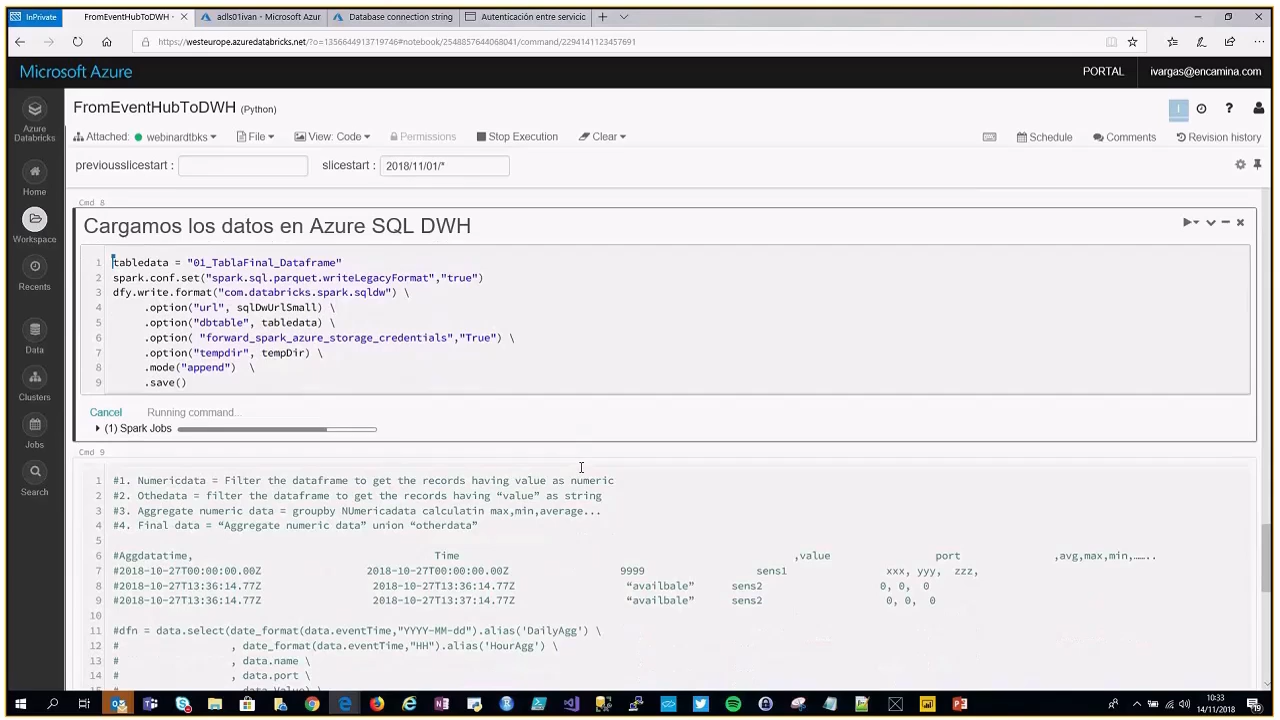 InPrivate
FromEventHubToDWH -
adls01ivan - Microsoft Azur
Database connection string
Autenticación entre servicic
https://westeurope.azuredatabricks.net/?o=1356644913719746#notebook/2548857644068041/command/2294141123457691
Microsoft Azure
PORTAL
ivargas@encamina.com
Azure Databricks
Home
Workspace
Recents
Data
Clusters
Jobs
Search
FromEventHubToDWH (Python)
Attached: webinardtbks File View: Code Permissions Stop Execution Clear
Schedule Comments Revision history
previousslicestart : slicestart : 2018/11/01/*
Cmd 8
Cargamos los datos en Azure SQL DWH
1 tabledata = "01_TablaFinal_Dataframe"
2 spark.conf.set("spark.sql.parquet.writeLegacyFormat","true")
3 dfy.write.format("com.databricks.spark.sqldw") \
4 .option("url", sqlDwUrlSmall) \
5 .option("dbtable", tabledata) \
6 .option( "forward_spark_azure_storage_credentials","True") \
7 .option("tempdir", tempDir) \
8 .mode("append") \
9 .save()
Cancel Running command...
(1) Spark Jobs
Cmd 9
1 #1. Numericdata = Filter the dataframe to get the records having value as numeric
2 #2. Othedata = filter the dataframe to get the records having “value” as string
3 #3. Aggregate numeric data = groupby NUmericadata calculatin max,min,average...
4 #4. Final data = “Aggregate numeric data” union “otherdata”
5
6 #Aggdatatime, Time ,value port ,avg,max,min,……..
7 #2018-10-27T00:00:00.00Z 2018-10-27T00:00:00.00Z 9999 sens1 xxx, yyy, zzz,
8 #2018-10-27T13:36:14.77Z 2018-10-27T13:36:14.77Z “availbale” sens2 0, 0, 0
9 #2018-10-27T13:36:14.77Z 2018-10-27T13:37:14.77Z “availbale” sens2 0, 0, 0
10
11 #dfn = data.select(date_format(data.eventTime,"YYYY-MM-dd").alias('DailyAgg') \
12 # , date_format(data.eventTime,"HH").alias('HourAgg') \
13 # , data.name \
14 # , data.port \
15 # , data.Value) \
10:33
14/11/2018